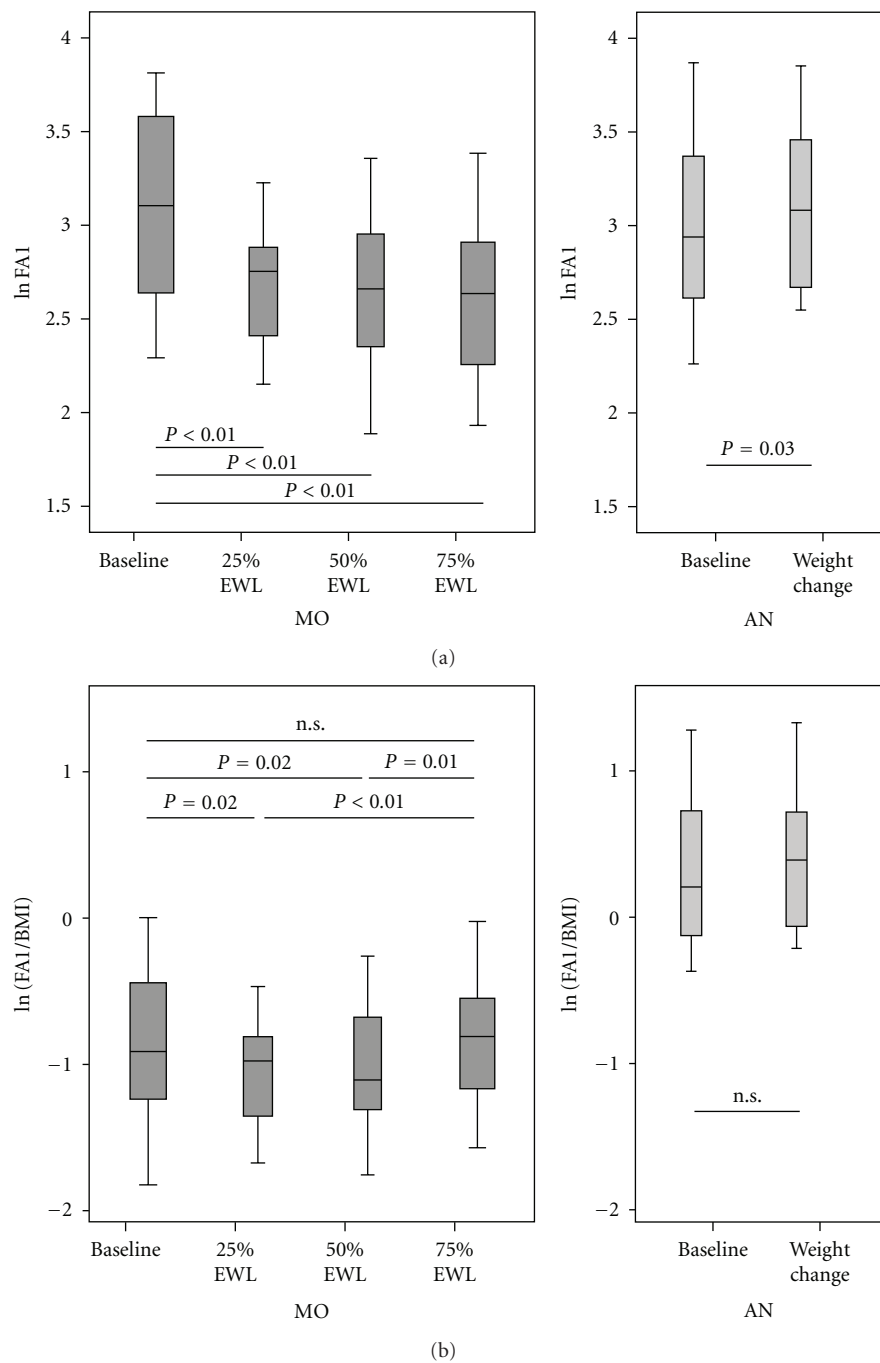 4
3.5
3
2.5
2
1.5
ln FA1
P < 0.01
P < 0.01
P < 0.01
Baseline
25%
EWL
50%
EWL
75%
EWL
MO
4
3.5
3
2.5
2
1.5
ln FA1
P = 0.03
Baseline
Weight
change
AN
(a)
1
0
−1
−2
ln (FA1/BMI)
n.s.
P = 0.02
P = 0.01
P = 0.02
P < 0.01
Baseline
25%
EWL
50%
EWL
75%
EWL
MO
1
0
−1
−2
ln (FA1/BMI)
n.s.
Baseline
Weight
change
AN
(b)